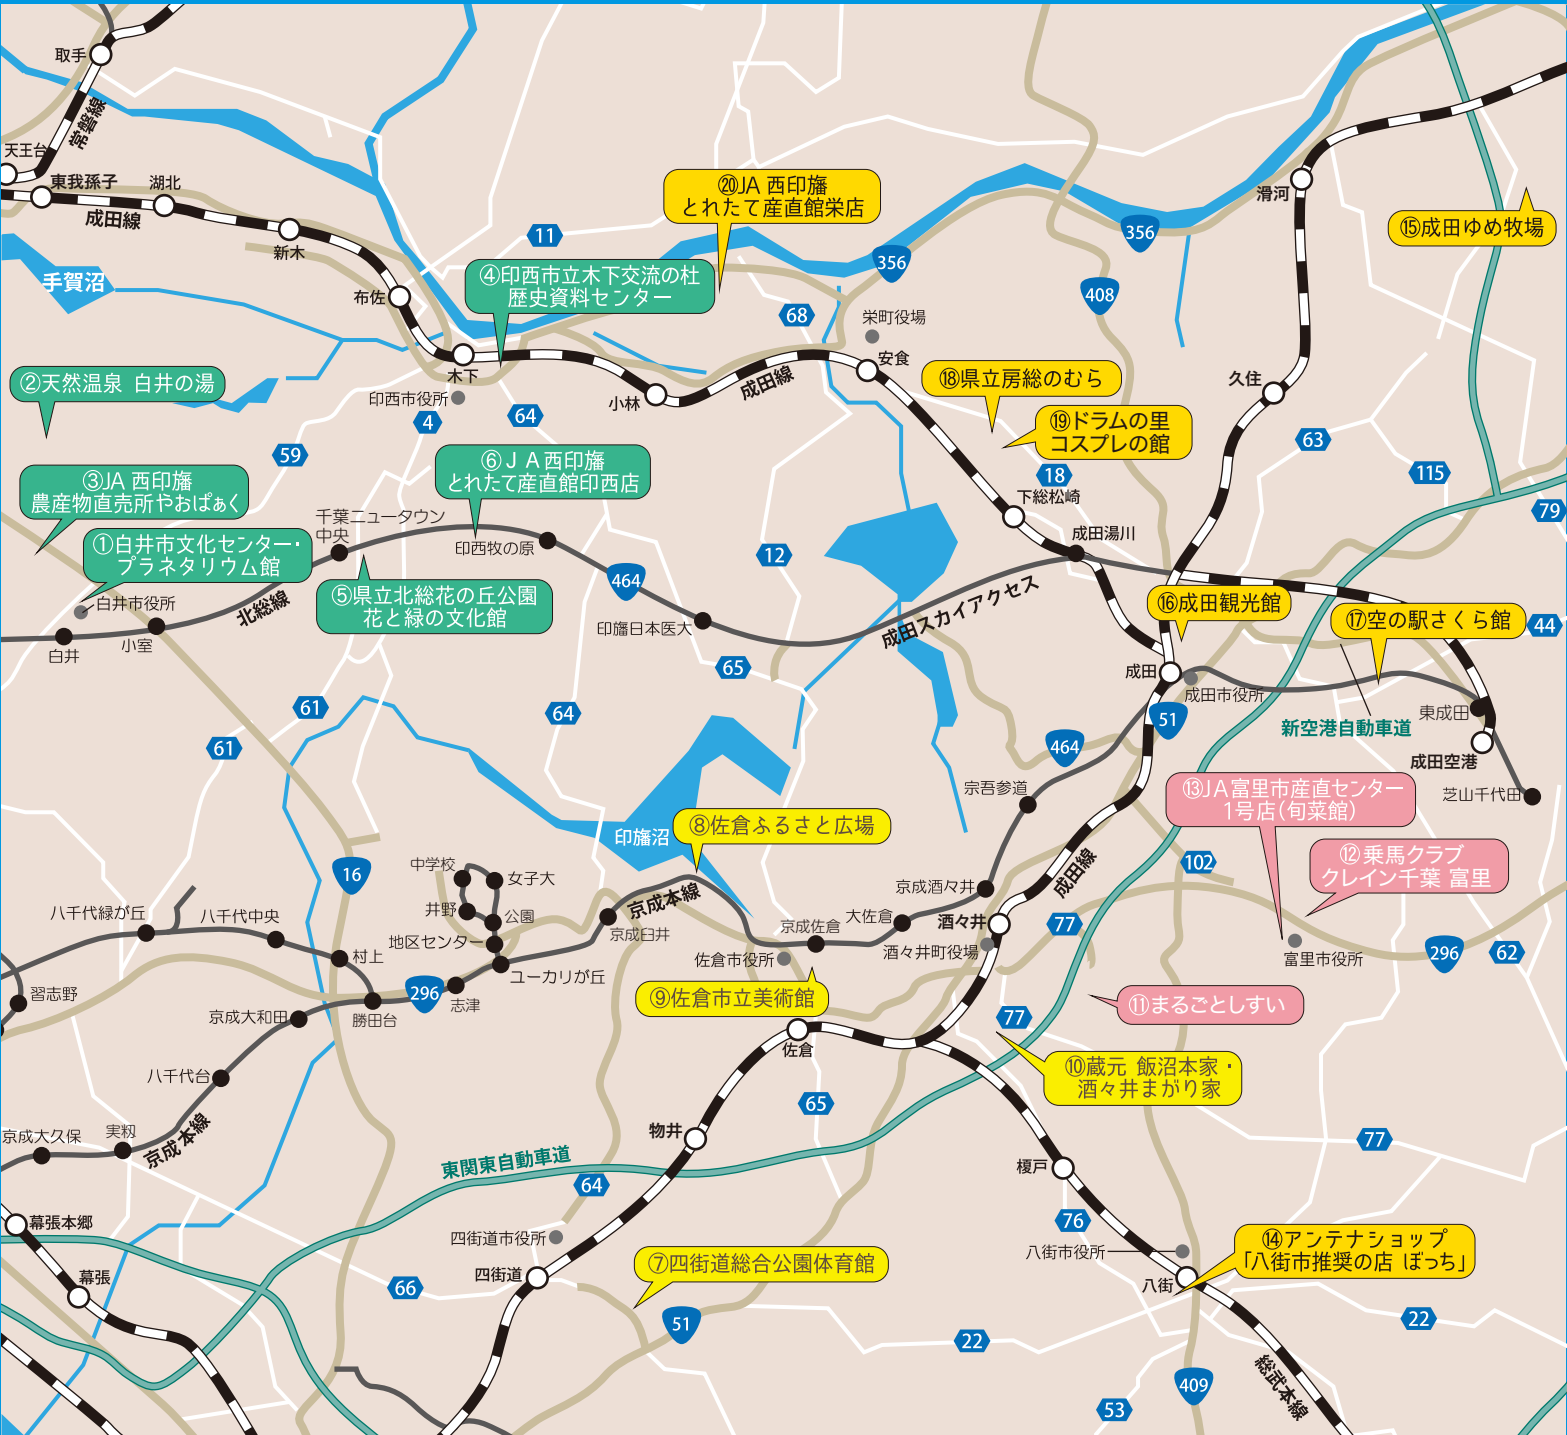 取手
常磐線
天王台
東我孫子
湖北
成田線
新木
手賀沼
布佐
木下
11
④印西市立木下交流の杜
歴史資料センター
⑳JA 西印旛
とれたて産直館栄店
356
356
408
滑河
⑮成田ゆめ牧場
68
栄町役場
安食
②天然温泉 白井の湯
印西市役所
4
64
小林
成田線
⑱県立房総のむら
⑲ドラムの里
コスプレの館
久住
63
115
79
59
18
③JA 西印旛
農産物直売所やおぱぁく
⑥ＪＡ西印旛
とれたて産直館印西店
下総松崎
成田湯川
千葉ニュータウン
中央
印西牧の原
12
①白井市文化センター・
プラネタリウム館
⑤県立北総花の丘公園
花と緑の文化館
464
白井市役所
北総線
白井
小室
印旛日本医大
成田スカイアクセス
⑯成田観光館
⑰空の駅さくら館
44
65
成田
成田市役所
51
東成田
新空港自動車道
成田空港
芝山千代田
61
61
64
464
宗吾参道
⑬JA富里市産直センター
1号店(旬菜館)
印旛沼
⑧佐倉ふるさと広場
⑫乗馬クラブ
クレイン千葉 富里
102
16
中学校
女子大
井野
公園
地区センター
ユーカリが丘
京成本線
京成臼井
成田線
京成酒々井
大佐倉
京成佐倉
佐倉市役所
酒々井
酒々井町役場
77
八千代緑が丘
八千代中央
村上
習志野
296
志津
勝田台
京成大和田
富里市役所
296
62
⑨佐倉市立美術館
⑪まるごとしすい
77
佐倉
⑩蔵元 飯沼本家・
酒々井まがり家
八千代台
65
京成大久保
実籾
京成本線
物井
77
榎戸
東関東自動車道
64
76
幕張本郷
四街道市役所
四街道
八街市役所
八街
⑭アンテナショップ
「八街市推奨の店 ぼっち」
⑦四街道総合公園体育館
幕張
66
51
22
22
総武本線
409
53